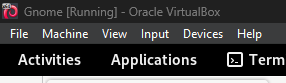 Gnome [Running] - Oracle VirtualBox
File Machine View Input Devices Help
Activities Applications Term